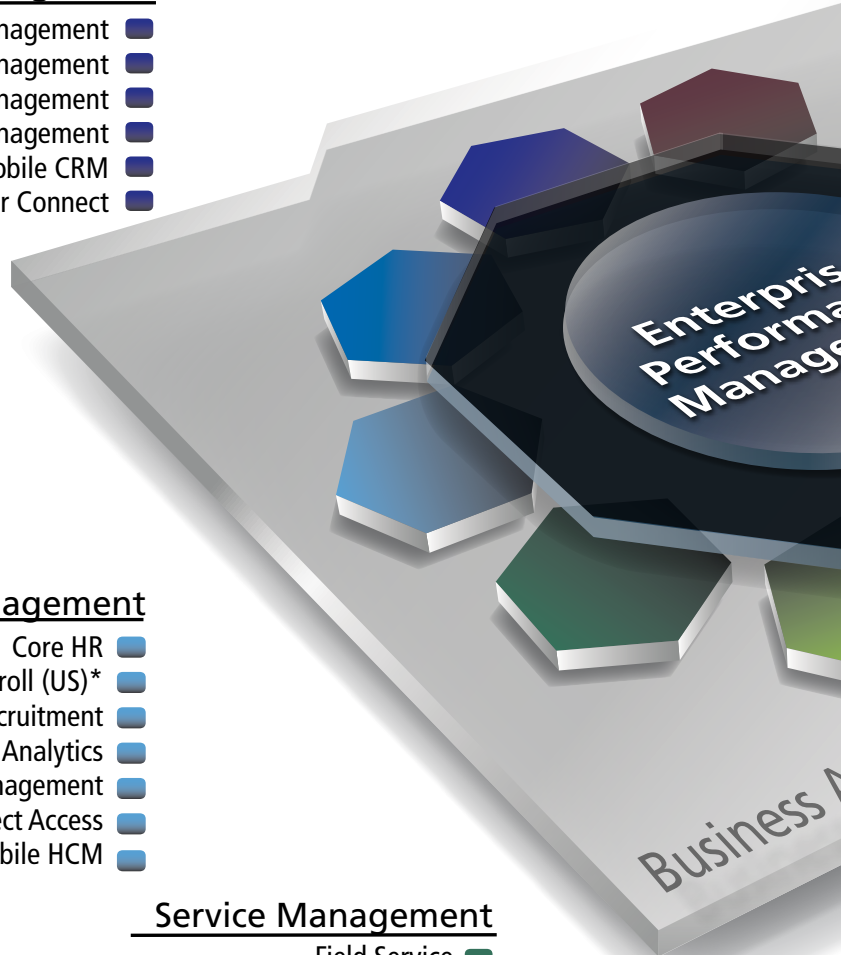 nagement
nagement
nagement
nagement
obile CRM
r Connect
Enterpris
Performa
Manage
agement
Core HR
roll (US)*
cruitment
Analytics
nagement
ect Access
bile HCM
Business A
Service Management
Field Service